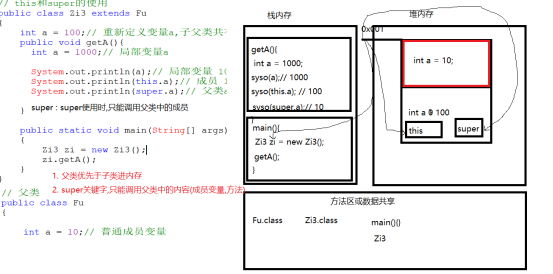 // this和super的使用
public class Zi3 extends Fu
{
int a = 100;// 重新定义变量a,子父类共
public void getA(){
int a = 1000;// 局部变量a
System.out.println(a);// 局部变量 10
System.out.println(this.a);// 成员 1
System.out.println(super.a);// 父类a
super：super使用时,只能调用父类中的成员
}
public static void main(String[] args)
{
Zi3 zi = new Zi3();
zi.getA();
}
}
1. 父类优先于子类进内存
2. super关键字,只能调用父类中的内容(成员变量,方法)
// 父类
public class Fu
{
int a = 10;// 普通成员变量
栈内存
getA(){
int a = 1000;
syso(a);// 1000
syso(this.a); // 100
syso(super.a);// 10
}
main(){
Zi3 zi = new Zi3();
getA();
}
堆内存
0x001
int a = 10;
int a 0 100
this
super
方法区或数据共享
Fu.class
Zi3.class
main(){}
Zi3